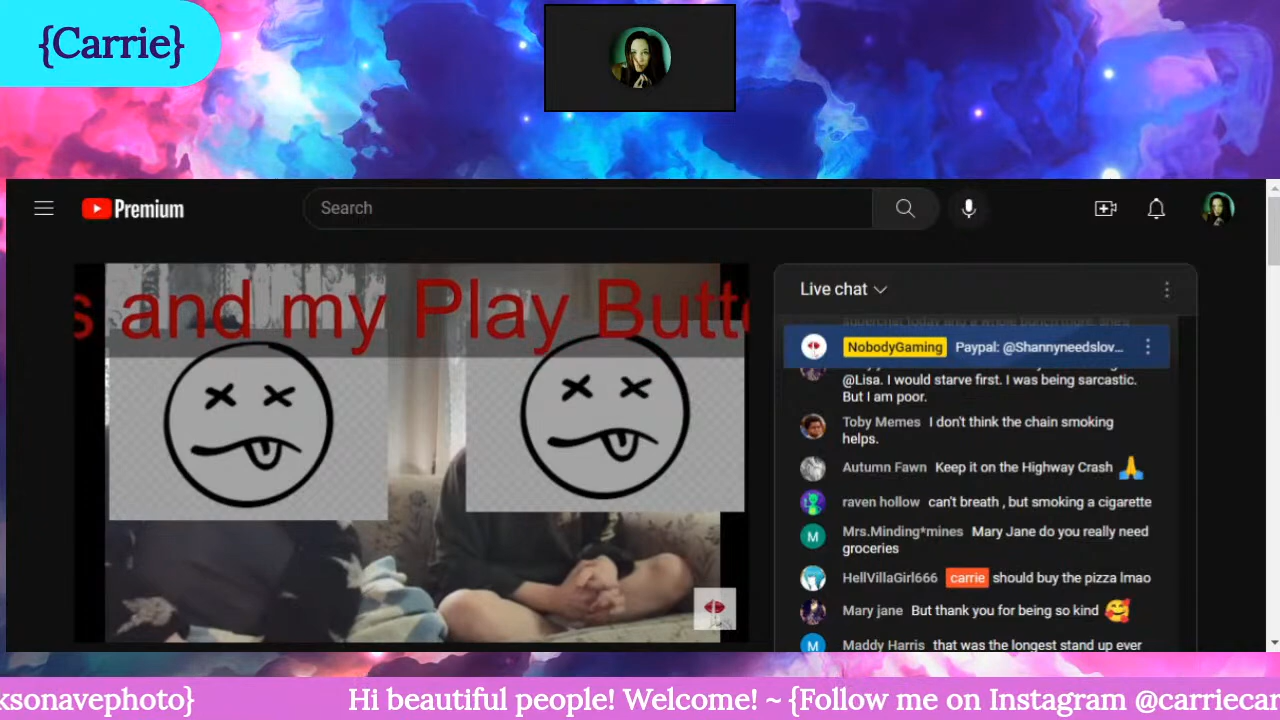 {Carrie}
Premium
Search
s and my Play Butt
Live chat
NobodyGaming Paypal: @Shannyneedslov...
@Lisa. I would starve first. I was being sarcastic.
But I am poor.
Toby Memes I don't think the chain smoking
helps.
Autumn Fawn Keep it on the Highway Crash 🙏
raven hollow can't breath , but smoking a cigarette
M
Mrs.Minding*mines Mary Jane do you really need
groceries
HellVillaGirl666 carrie should buy the pizza lmao
Mary jane But thank you for being so kind 🥰
M
Maddy Harris that was the longest stand up ever
ksonavephoto} Hi beautiful people! Welcome! ~ {Follow me on Instagram @carriecar